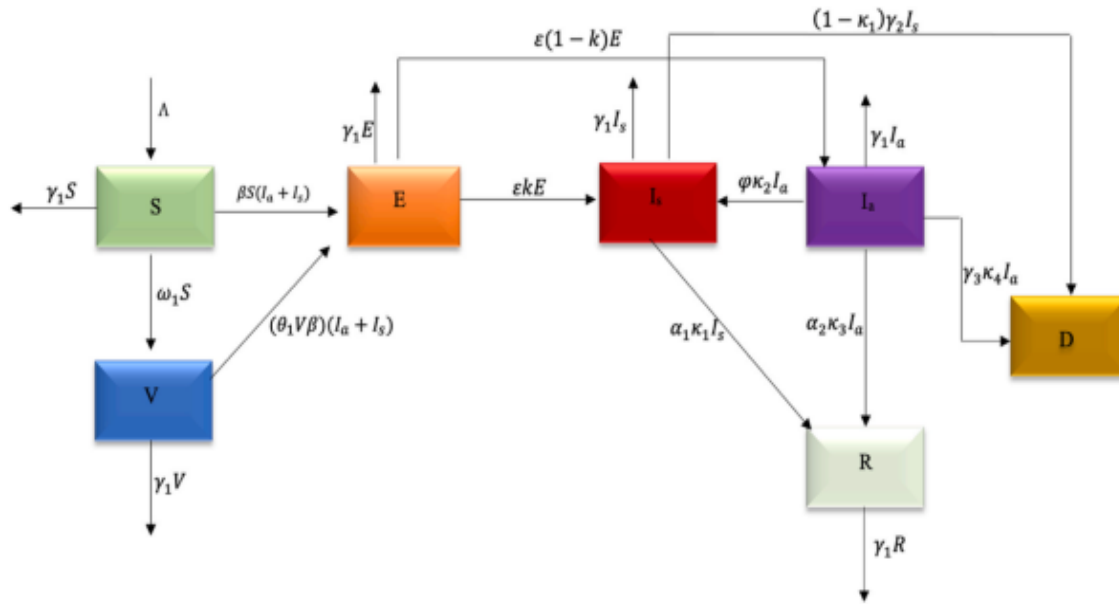 (1 − κ₁)γ₂Iₛ
ε(1 − k)E
Λ
γ₁E
γ₁Iₛ
γ₁Iₐ
γ₁S
S
βS(Iₐ + Iₛ)
E
εkE
Iₛ
φκ₂Iₐ
Iₐ
γ₃κ₄Iₐ
ω₁S
(θ₁Vβ)(Iₐ + Iₛ)
α₁κ₁Iₛ
α₂κ₃Iₐ
D
V
R
γ₁V
γ₁R